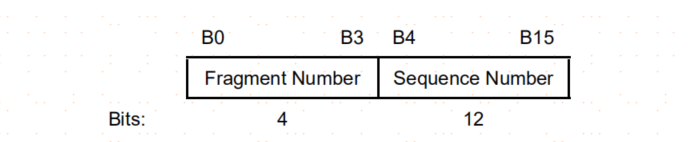 B0 B3 B4 B15
Fragment Number Sequence Number
Bits: 4 12